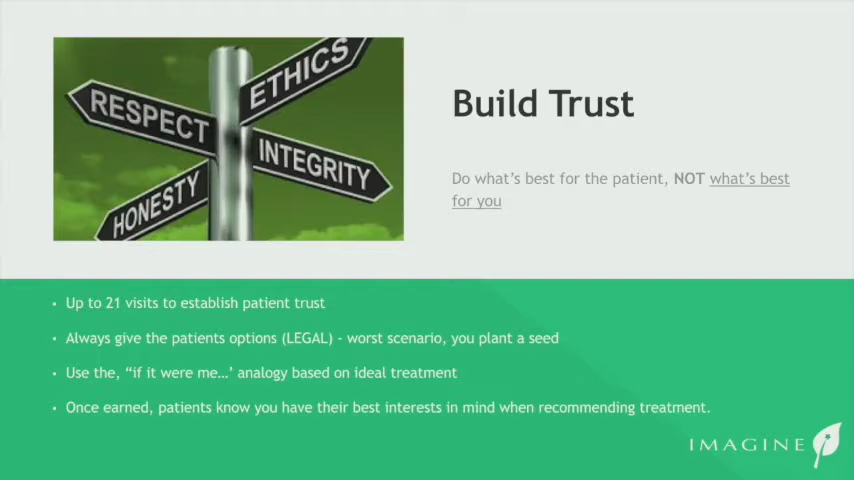 RESPECT
ETHICS
INTEGRITY
HONESTY
Build Trust
Do what's best for the patient, NOT what's best
for you
• Up to 21 visits to establish patient trust
• Always give the patients options (LEGAL) - worst scenario, you plant a seed
• Use the, “if it were me…’ analogy based on ideal treatment
• Once earned, patients know you have their best interests in mind when recommending treatment.
IMAGINE